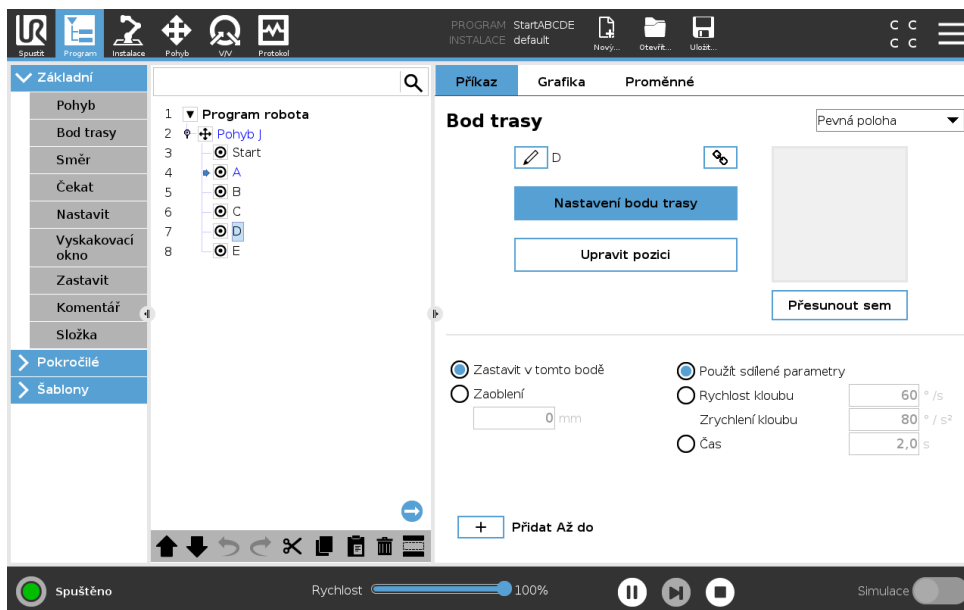 PROGRAM StartABCDE
INSTALACE default
Spustit Program Instalace Pohyb V/V Protokol Nový... Otevřít... Uložit...
C C
C C
Základní
Pohyb
Bod trasy
Směr
Čekat
Nastavit
Vyskakovací
okno
Zastavit
Komentář
Složka
Pokročilé
Šablony
1 Program robota
2 Pohyb J
3 Start
4 A
5 B
6 C
7 D
8 E
Příkaz Grafika Proměnné
Bod trasy
Pevná poloha
D
Nastavení bodu trasy
Upravit pozici
Přesunout sem
Zastavit v tomto bodě
Zaoblení
0 mm
Použít sdílené parametry
Rychlost kloubu 60 °/s
Zrychlení kloubu 80 °/s²
Čas 2,0 s
+ Přidat Až do
Spuštěno
Rychlost 100%
Simulace